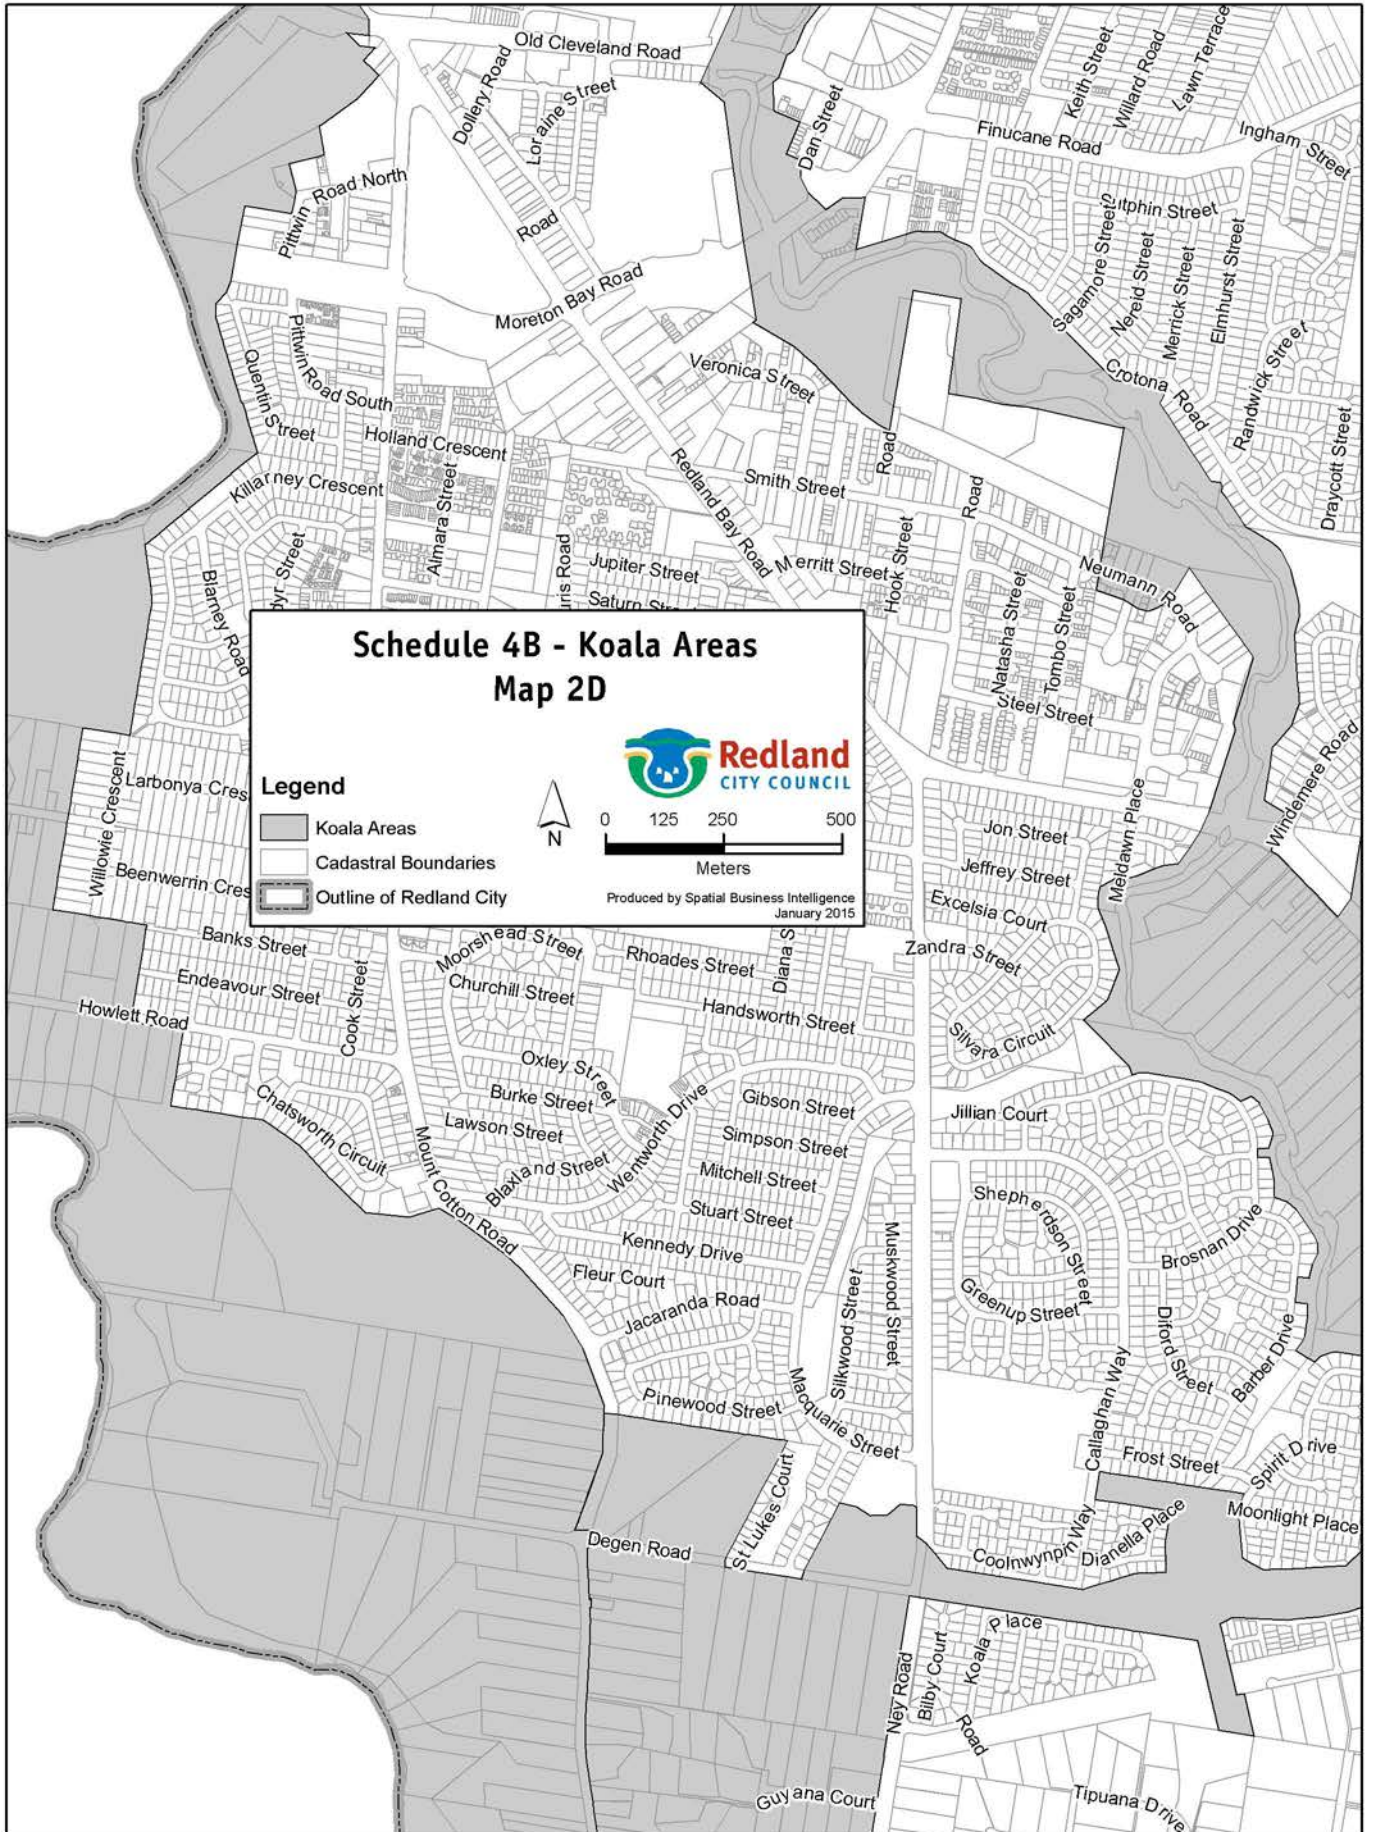 Old Cleveland Road
Dollery Road
Loraine Street
Keith Street
Willard Road
Lawn Terrace
Dan Street
Finucane Road
Ingham Street
Pittwin Road North
Road
Street
Sagamore Street
Nereid Street
Merrick Street
Elmhurst Street
Moreton Bay Road
Randwick Street
Crotona Road
Draycott Street
Quentin Street
Pittwin Road South
Veronica Street
Holland Crescent
Killarney Crescent
Almara Street
Redland Bay Road
Smith Street
Road
Road
Jupiter Street
Merritt Street
Hook Street
Neumann Road
Natasha Street
Tombo Street
Steel Street
Barney Road
Schedule 4B - Koala Areas
Map 2D
Redland
CITY COUNCIL
Legend
Koala Areas
Cadastral Boundaries
Outline of Redland City
N
0 125 250 500
Meters
Produced by Spatial Business Intelligence
January 2015
Willowie Crescent
Larbonya Cres
Beenwerrin Cres
Windemere Road
Jon Street
Jeffrey Street
Meldawn Place
Excelsia Court
Zandra Street
Silvara Circuit
Banks Street
Endeavour Street
Howlett Road
Cook Street
Moorshead Street
Churchill Street
Rhoades Street
Diana S
Handsworth Street
Oxley Street
Burke Street
Lawson Street
Blaxland Street
Wentworth Drive
Gibson Street
Simpson Street
Mitchell Street
Stuart Street
Chatsworth Circuit
Mount Cotton Road
Kennedy Drive
Fleur Court
Jacaranda Road
Pinewood Street
Macquarie Street
Silkwood Street
Muskwood Street
Jillian Court
Shepherdson Street
Greenup Street
Brosnan Drive
Diford Street
Barber Drive
Callaghan Way
Frost Street
Spirit Drive
Moonlight Place
Coolnwynpin Way
Dianella Place
St Lukes Court
Degen Road
Ney Road
Bilby Court
Koala Place
Road
Guyana Court
Tipuana Drive